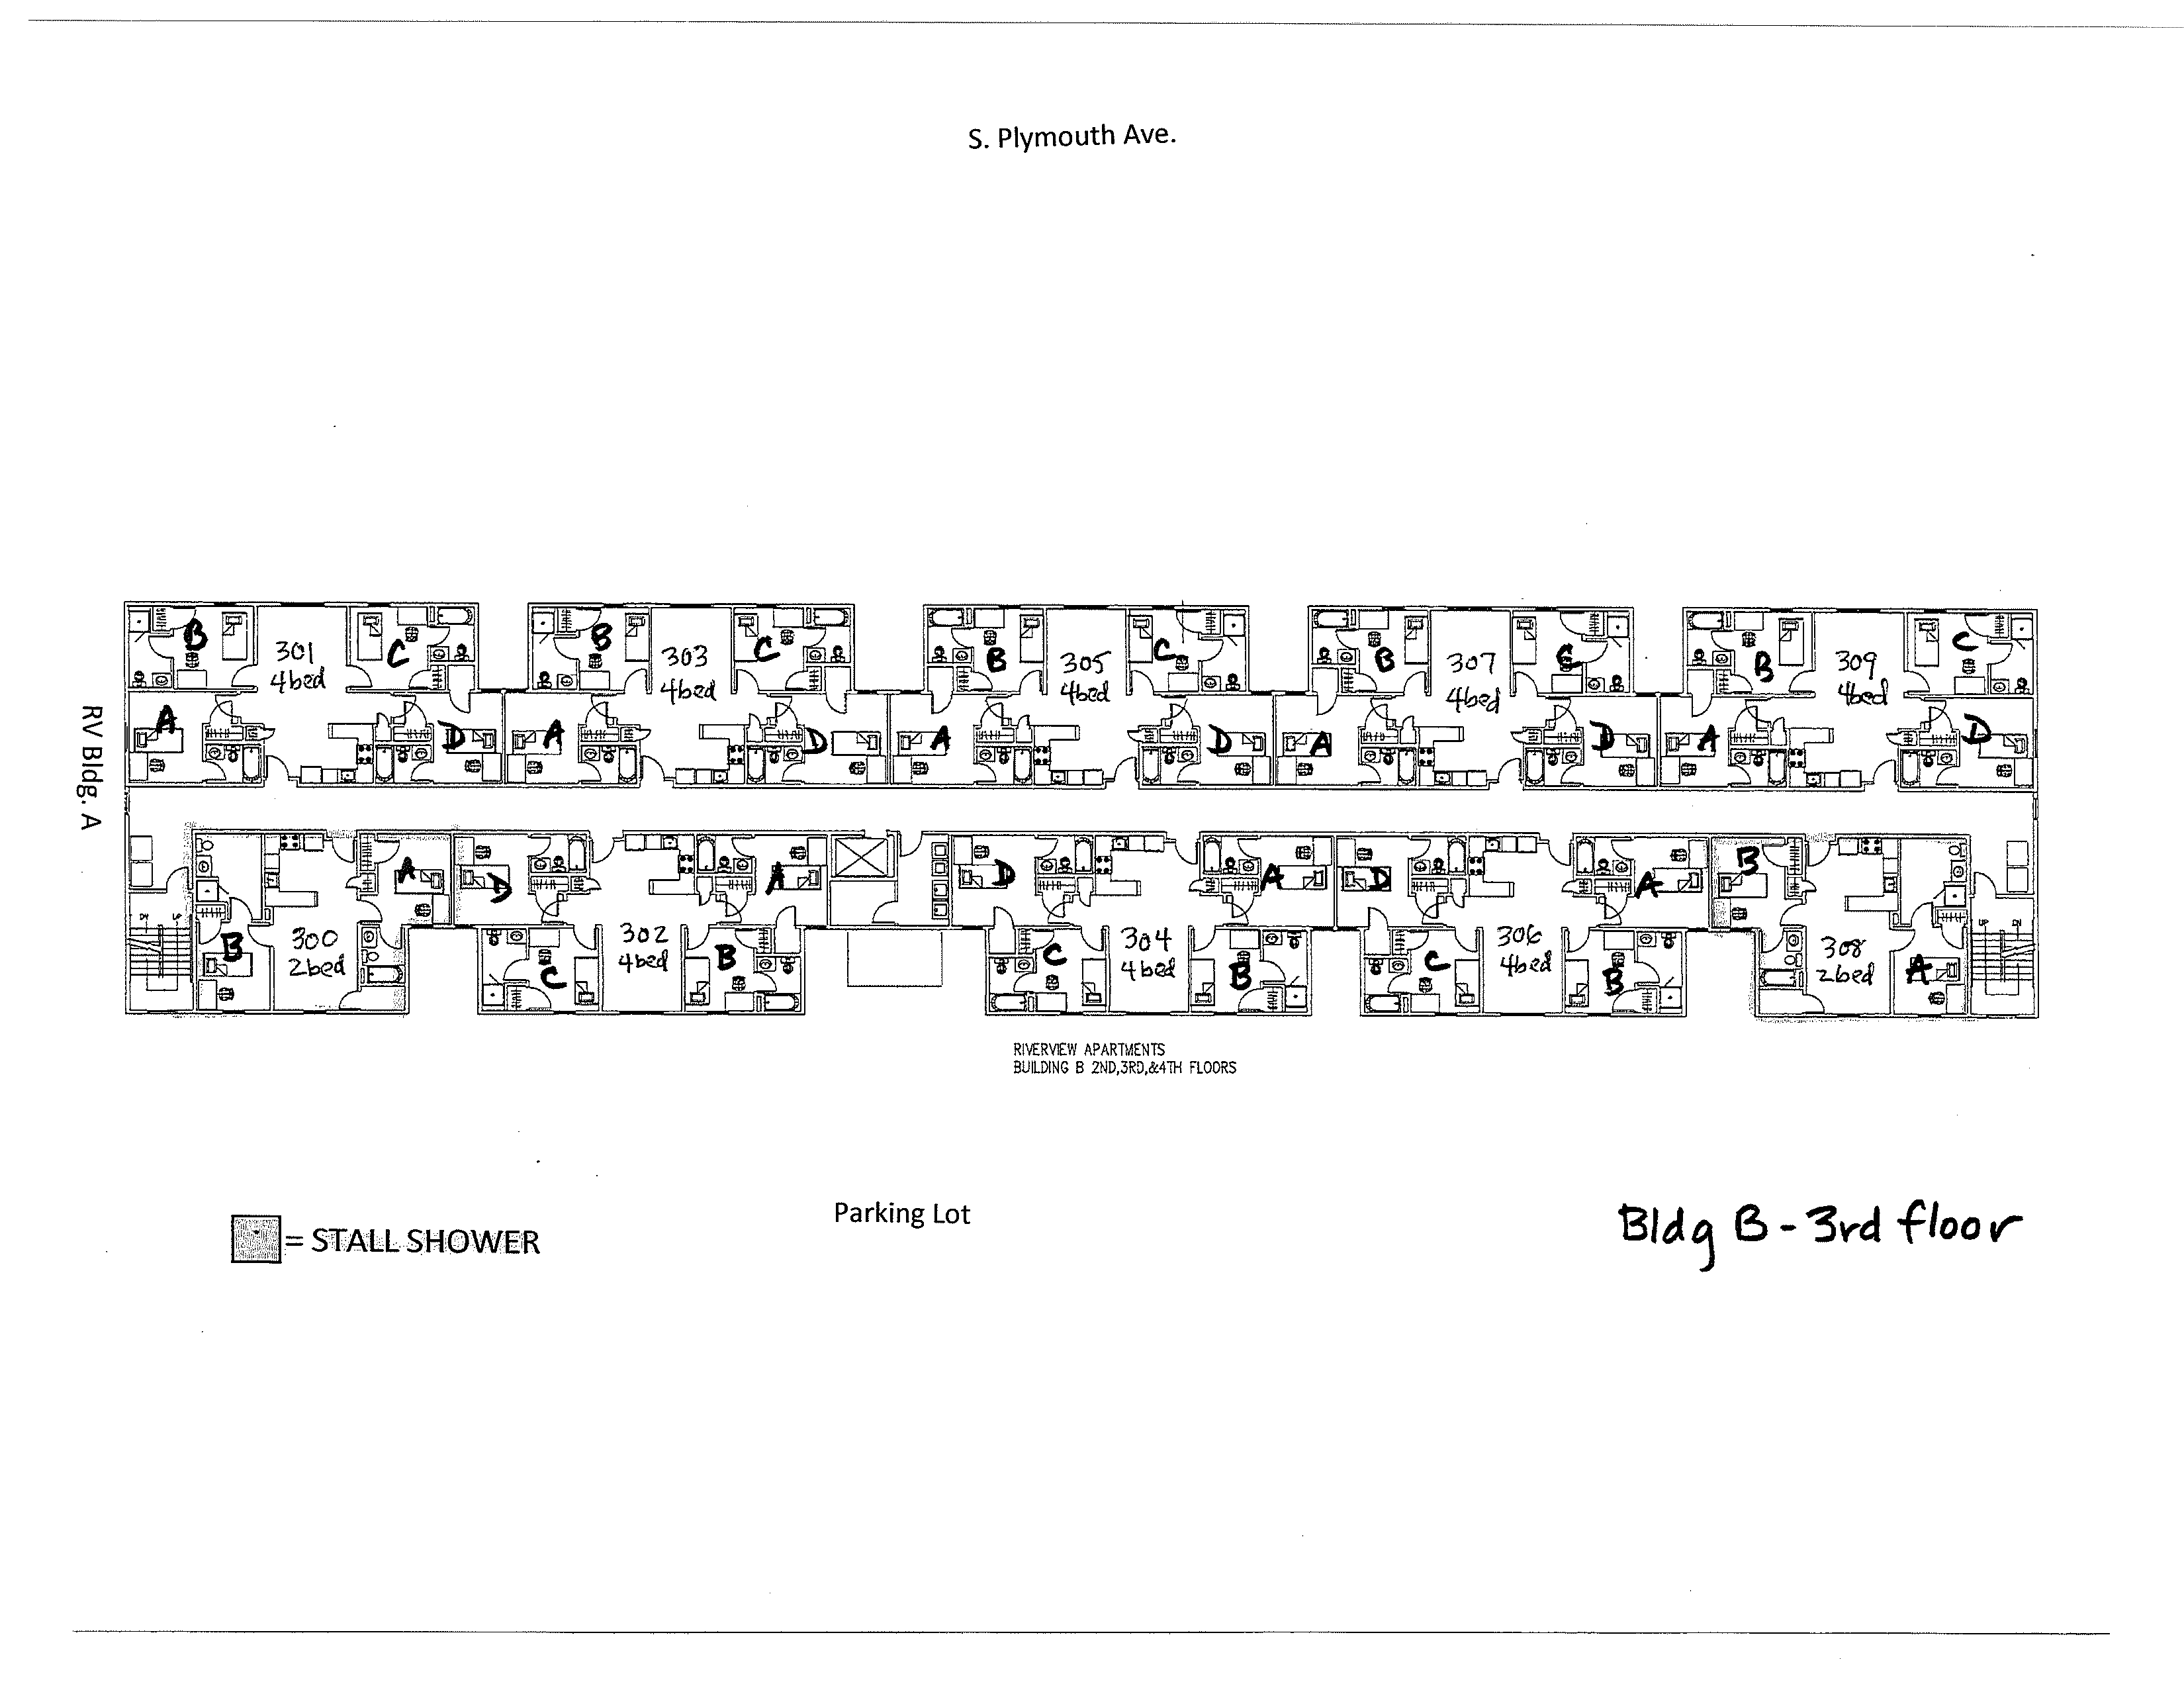 S. Plymouth Ave.
B
301
4bed
C
B
303
4bed
C
B
305
4bed
C
B
307
4bed
C
B
309
4bed
C
RV Bldg. A
A
D
A
D
A
D
A
D
A
D
A
D
A
D
A
D
A
B
DN UP
B
300
2bed
C
302
4bed
B
C
304
4bed
B
C
306
4bed
B
308
2bed
A
UP DN
RIVERVIEW APARTMENTS
BUILDING B 2ND,3RD,&4TH FLOORS
Parking Lot
= STALL SHOWER
Bldg B - 3rd floor